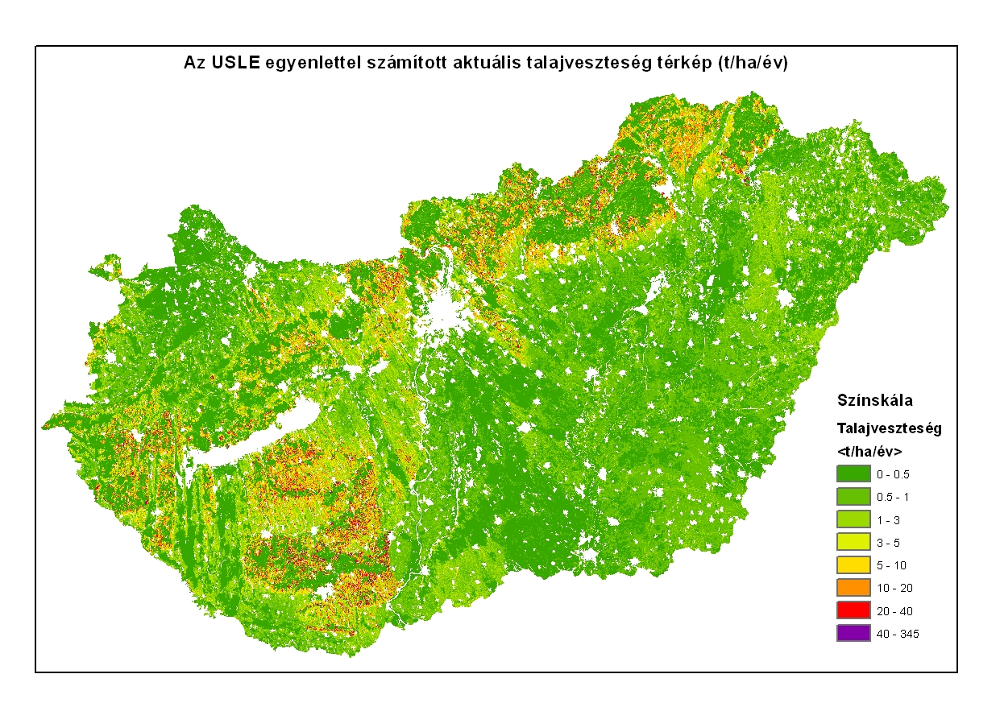 Az USLE egyenlettel számított aktuális talajveszteség térkép (t/ha/év)
Színskála
Talajveszteség
<t/ha/év>
0 - 0.5
0.5 - 1
1 - 3
3 - 5
5 - 10
10 - 20
20 - 40
40 - 345